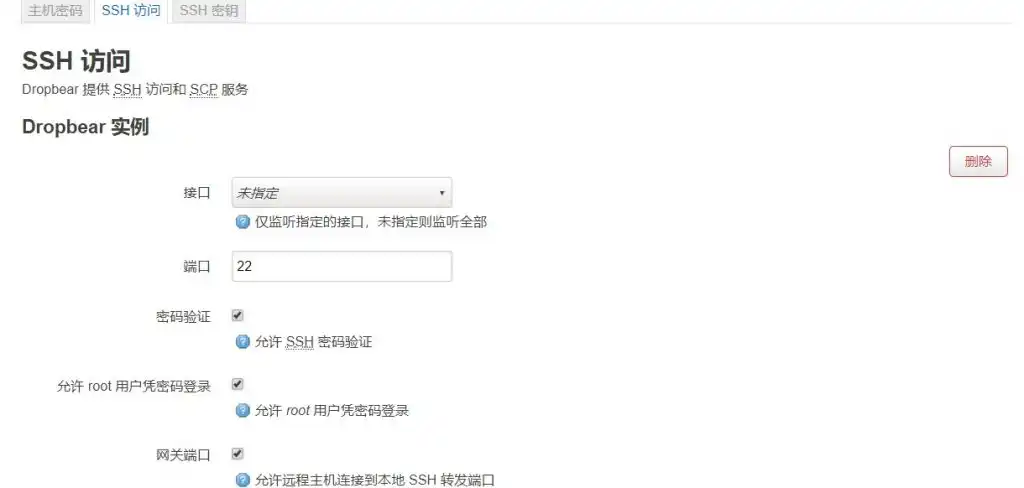 主机密码 SSH 访问 SSH 密钥
SSH 访问
Dropbear 提供 SSH 访问和 SCP 服务
Dropbear 实例
删除
接口 未指定
仅监听指定的接口，未指定则监听全部
端口 22
密码验证
允许 SSH 密码验证
允许 root 用户凭密码登录
允许 root 用户凭密码登录
网关端口
允许远程主机连接到本地 SSH 转发端口